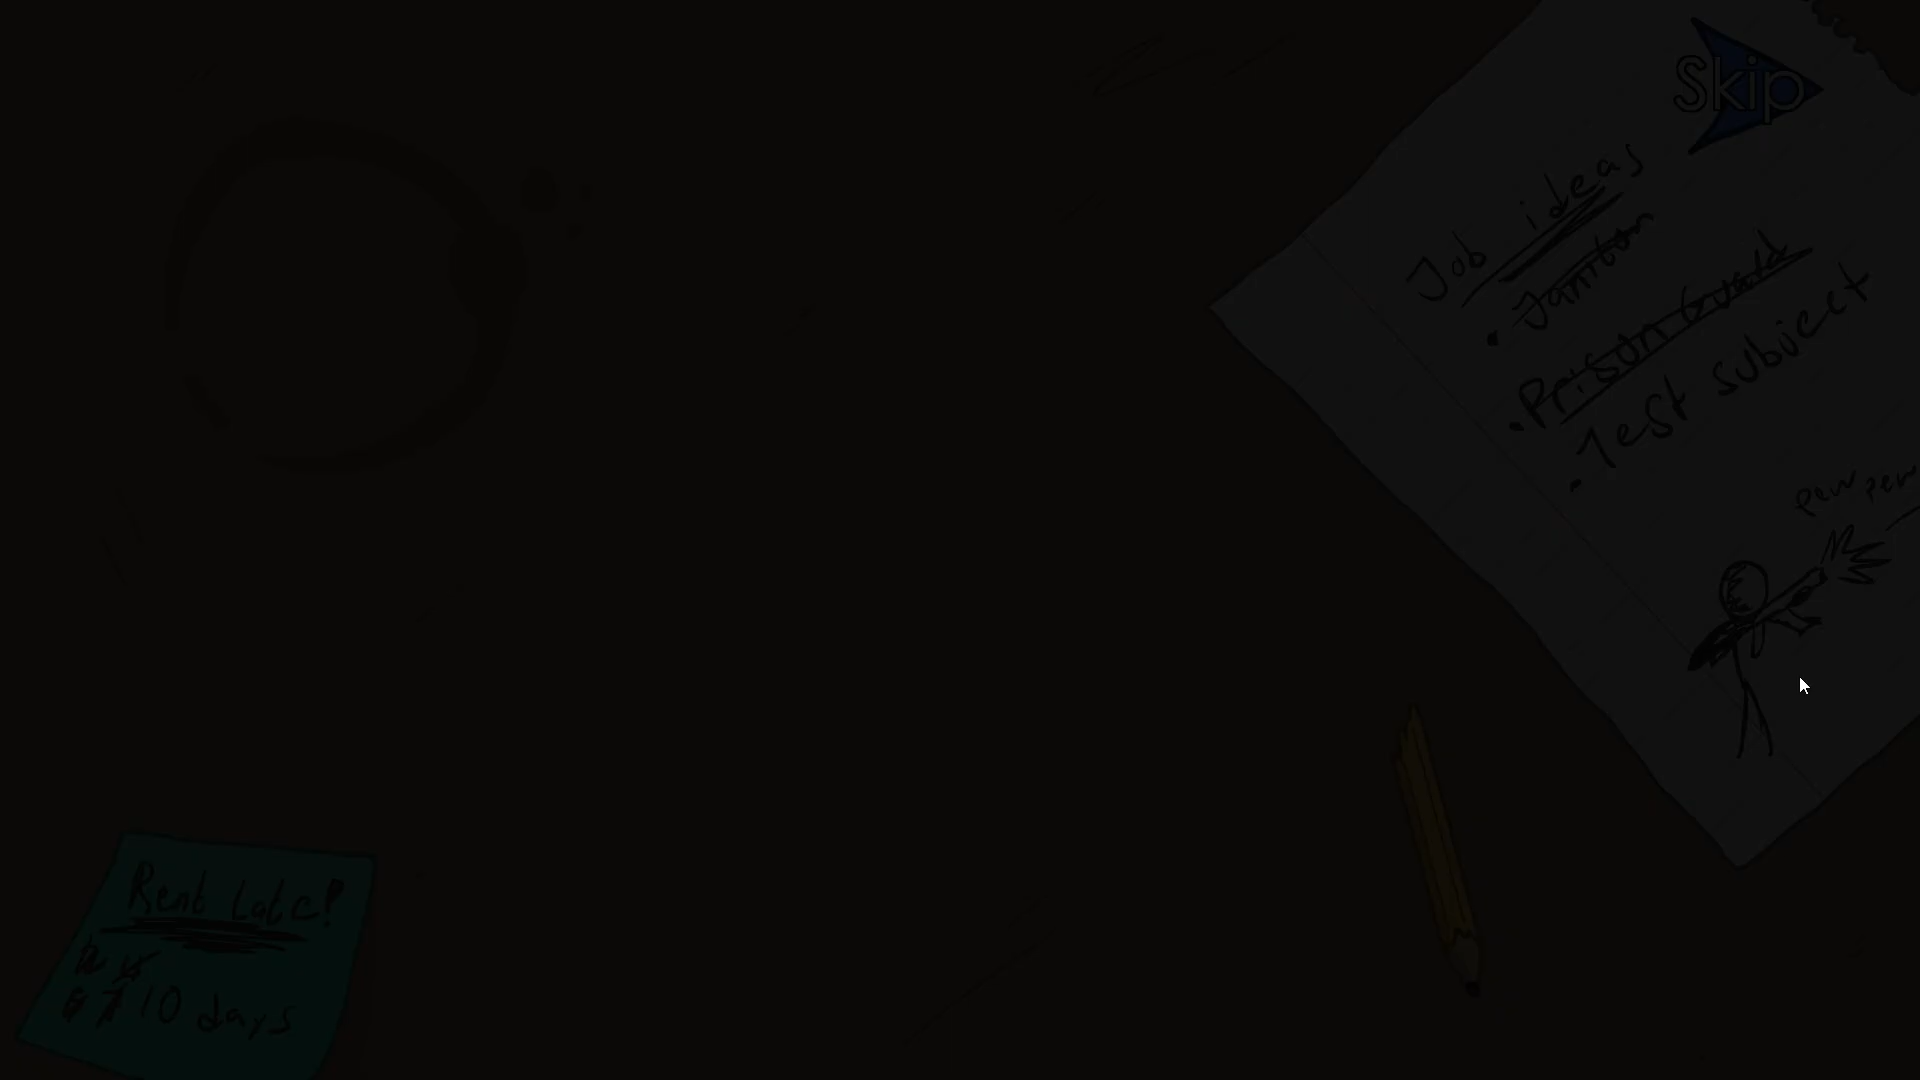 Skip
Job ideas
• Janitor
• Prison Guard
• Test subject
pew pew
Rent Late!
10 days